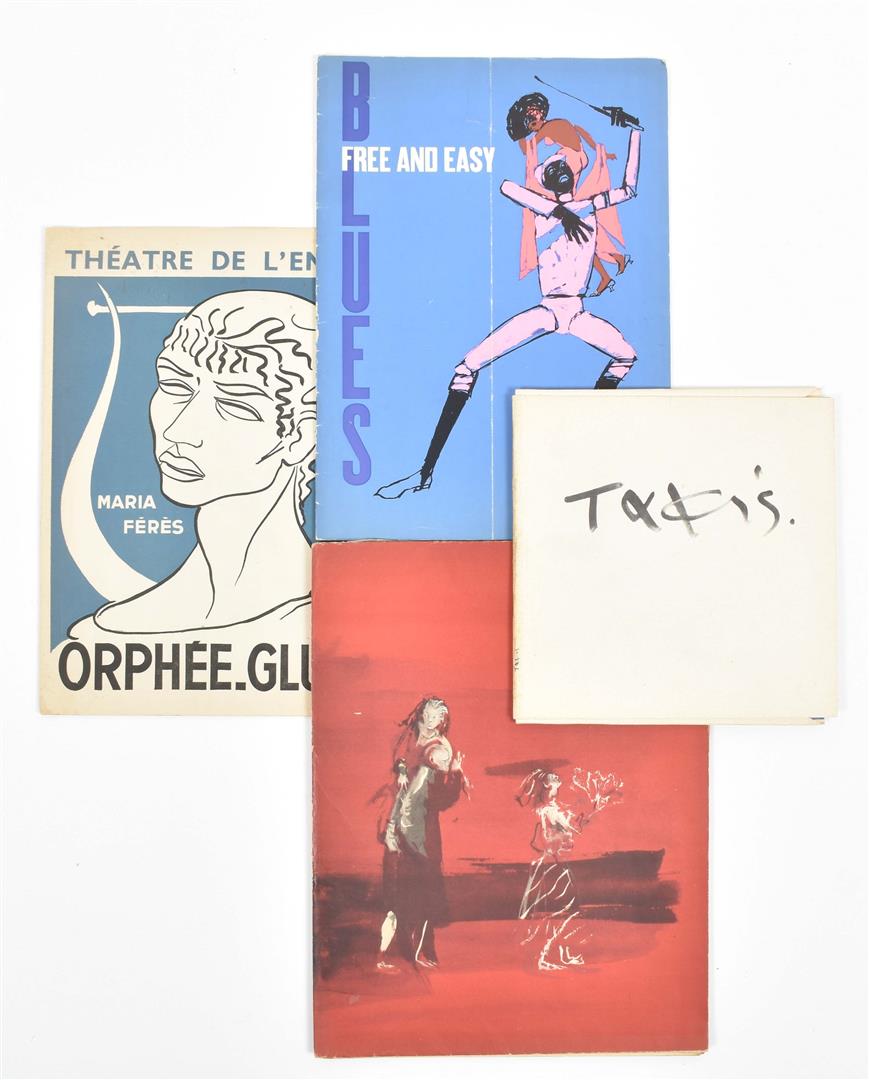 BLUES
FREE AND EASY
THÉATRE DE L'EN
MARIA
FÉRÈS
ORPHÉE.GLU
TAKIS.